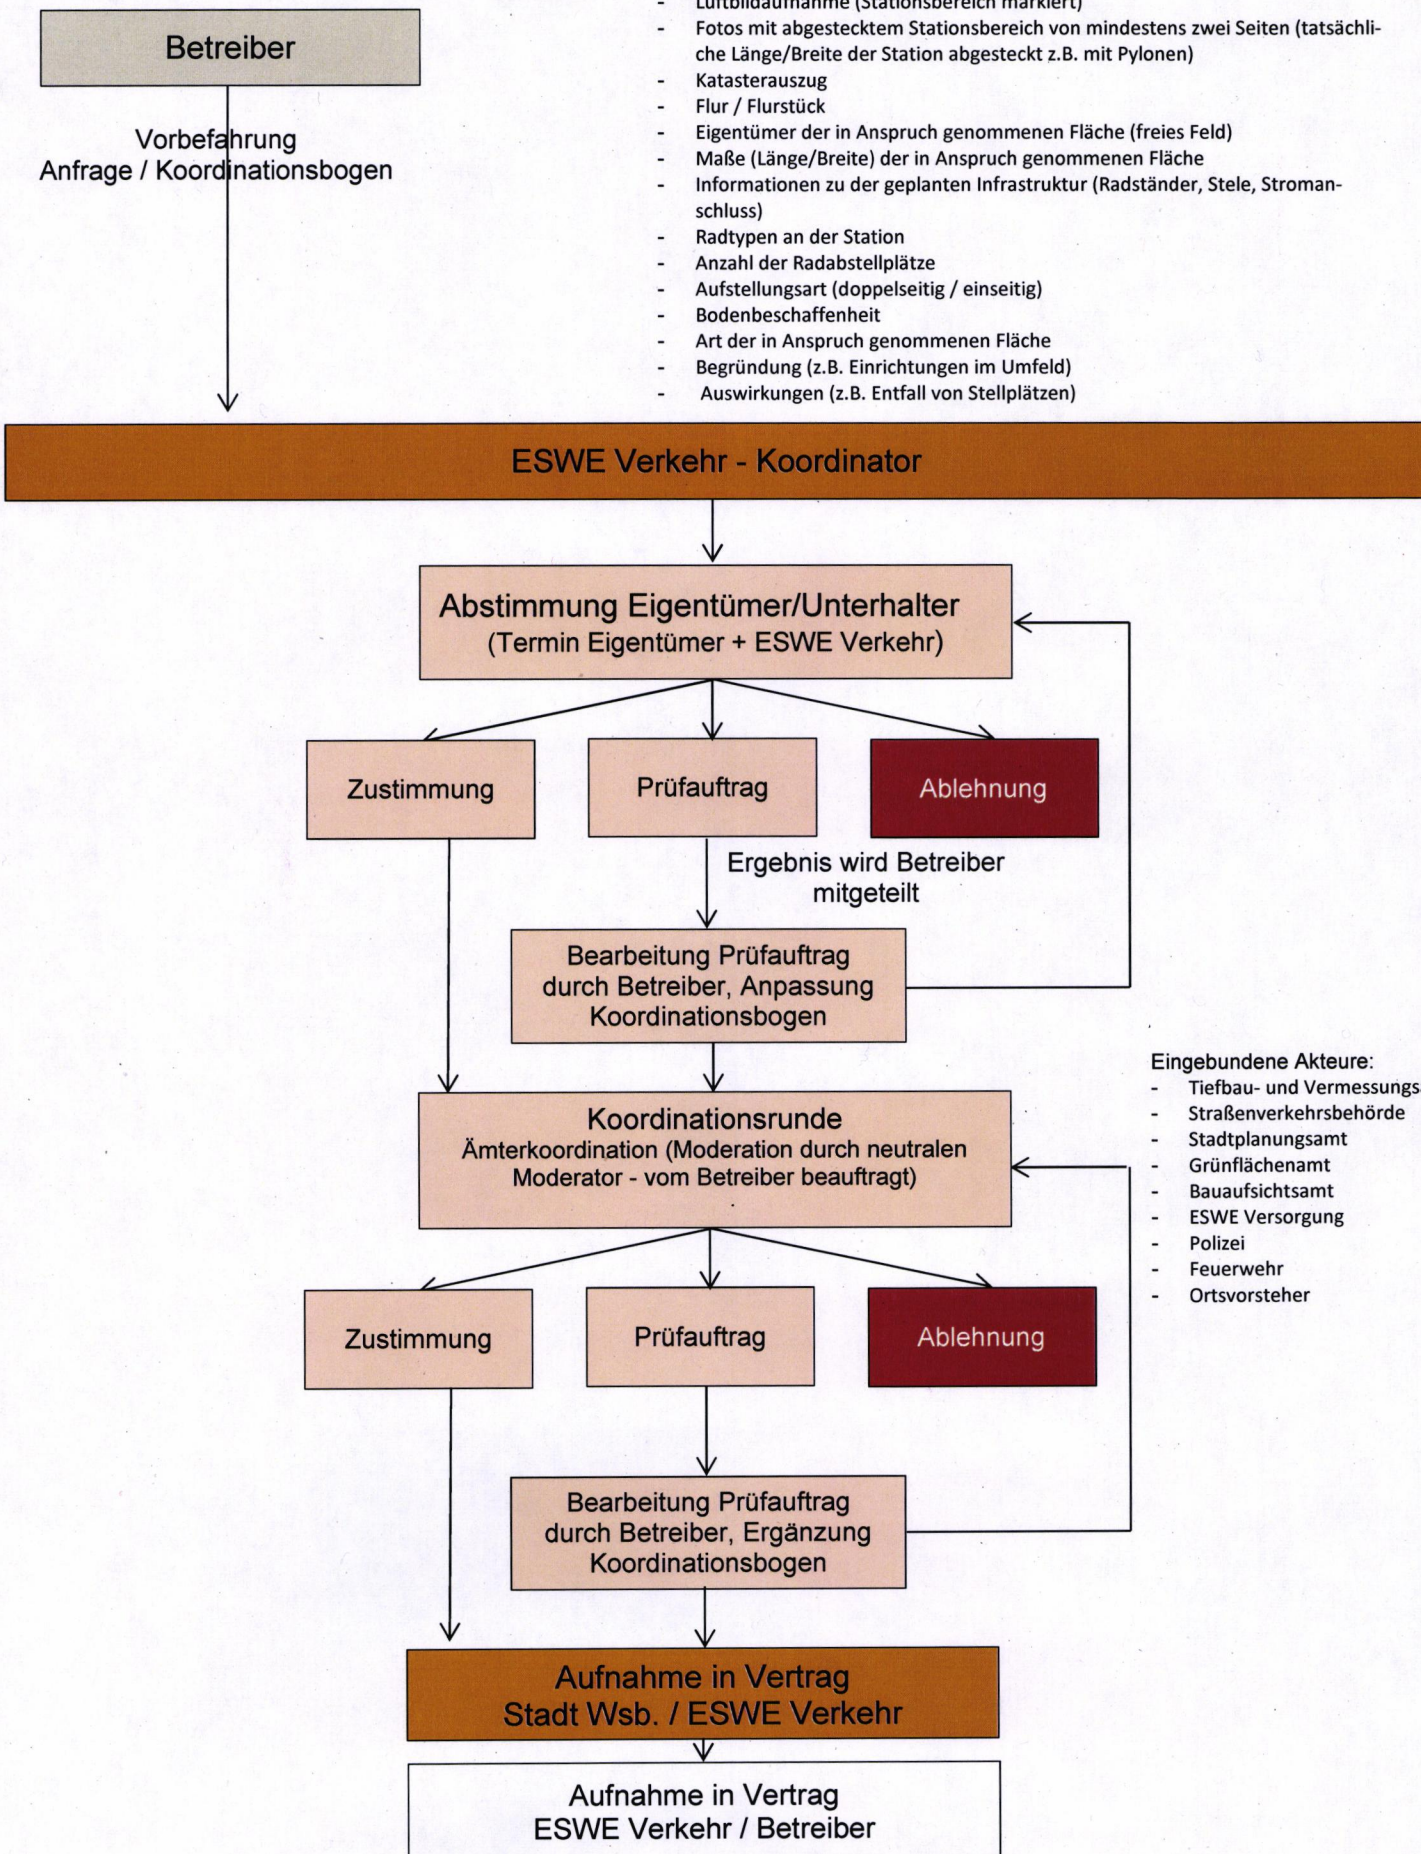 - Luftbildaufnahme (Stationsbereich markiert)
- Fotos mit abgestecktem Stationsbereich von mindestens zwei Seiten (tatsächli-
che Länge/Breite der Station abgesteckt z.B. mit Pylonen)
- Katasterauszug
- Flur / Flurstück
- Eigentümer der in Anspruch genommenen Fläche (freies Feld)
- Maße (Länge/Breite) der in Anspruch genommenen Fläche
- Informationen zu der geplanten Infrastruktur (Radständer, Stele, Stroman-
schluss)
- Radtypen an der Station
- Anzahl der Radabstellplätze
- Aufstellungsart (doppelseitig / einseitig)
- Bodenbeschaffenheit
- Art der in Anspruch genommenen Fläche
- Begründung (z.B. Einrichtungen im Umfeld)
- Auswirkungen (z.B. Entfall von Stellplätzen)
Betreiber
Vorbefahrung
Anfrage / Koordinationsbogen
ESWE Verkehr - Koordinator
Abstimmung Eigentümer/Unterhalter
(Termin Eigentümer + ESWE Verkehr)
Zustimmung
Prüfauftrag
Ablehnung
Ergebnis wird Betreiber
mitgeteilt
Bearbeitung Prüfauftrag
durch Betreiber, Anpassung
Koordinationsbogen
Koordinationsrunde
Ämterkoordination (Moderation durch neutralen
Moderator - vom Betreiber beauftragt)
Eingebundene Akteure:
- Tiefbau- und Vermessungs
- Straßenverkehrsbehörde
- Stadtplanungsamt
- Grünflächenamt
- Bauaufsichtsamt
- ESWE Versorgung
- Polizei
- Feuerwehr
- Ortsvorsteher
Zustimmung
Prüfauftrag
Ablehnung
Bearbeitung Prüfauftrag
durch Betreiber, Ergänzung
Koordinationsbogen
Aufnahme in Vertrag
Stadt Wsb. / ESWE Verkehr
Aufnahme in Vertrag
ESWE Verkehr / Betreiber